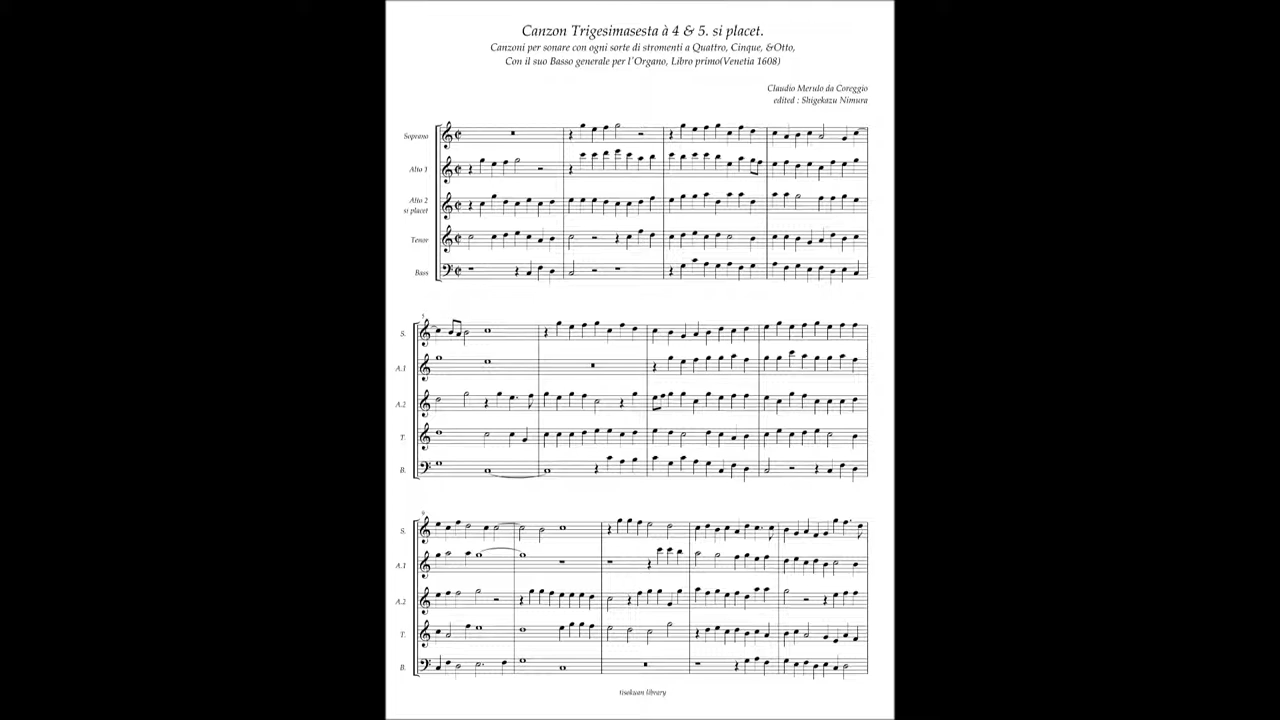 Canzon Trigesimasesta à 4 & 5. si placet.
Canzoni per sonare con ogni sorte di stromenti a Quattro, Cinque, &Otto,
Con il suo Basso generale per l'Organo, Libro primo(Venetia 1608)
Claudio Merulo da Coreggio
edited : Shigekazu Nimura
Soprano
Alto 1
Alto 2
si placet
Tenor
Bass
5
S.
A.1
A.2
T.
B.
9
S.
A.1
A.2
T.
B.
library